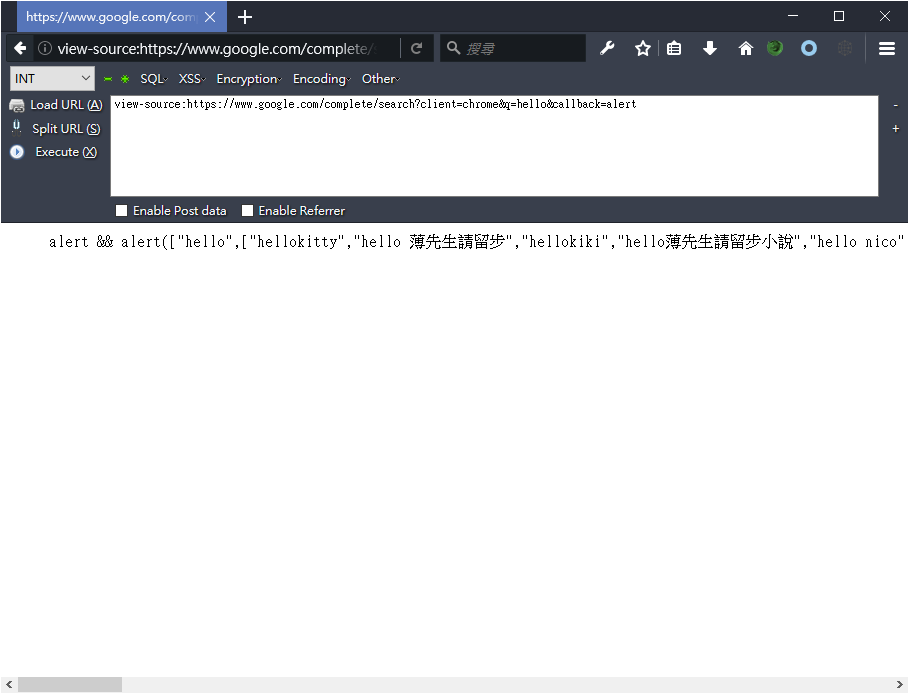 https://www.google.com/com
view-source:https://www.google.com/complete/
搜尋
INT
SQL XSS Encryption Encoding Other
Load URL (A)
view-source:https://www.google.com/complete/search?client=chrome&q=hello&callback=alert
-
Split URL (S)
+
Execute (X)
Enable Post data Enable Referrer
alert && alert(["hello",["hellokitty","hello 薄先生請留步","hellokiki","hello薄先生請留步小說","hello nico"